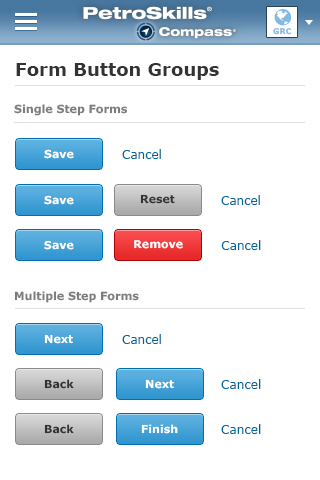 PetroSkills®
Compass®
GRC
Form Button Groups
Single Step Forms
Save Cancel
Save Reset Cancel
Save Remove Cancel
Multiple Step Forms
Next Cancel
Back Next Cancel
Back Finish Cancel